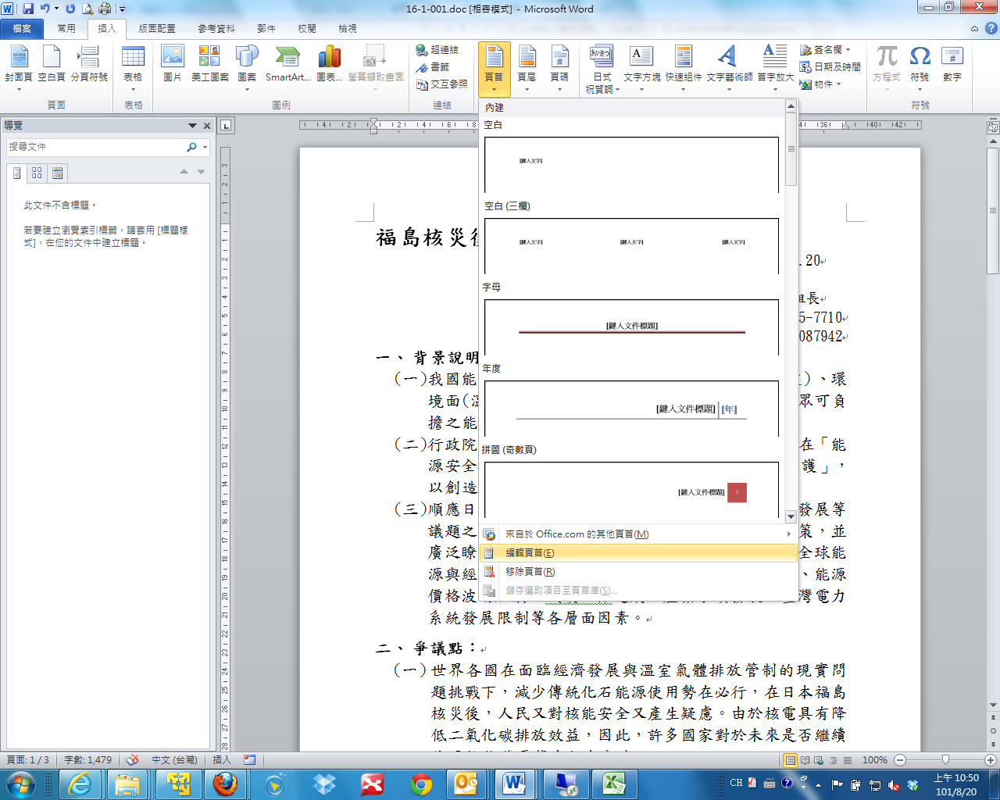 16-1-001.doc [相容模式] - Microsoft Word
檔案 常用 插入 版面配置 參考資料 郵件 校閱 檢視
封面頁 空白頁 分頁符號
頁面
表格
表格
圖片 美工圖案 圖案 SmartArt... 圖表... 螢幕擷取畫面
圖例
超連結
書籤
交互參照
連結
頁首 頁尾 頁碼
日式
祝賀詞
文字方塊 快速組件 文字藝術師 首字放大
簽名欄
日期及時間
物件
方程式 符號 數字
符號
導覽
搜尋文件
此文件不含標題。
若要建立瀏覽索引標籤，請套用 [標題樣
式]，在您的文件中建立標題。
內建
空白
[鍵入文字]
空白 (三欄)
[鍵入文字] [鍵入文字] [鍵入文字]
字母
[鍵入文件標題]
年度
[鍵入文件標題] [年]
拼圖 (奇數頁)
[鍵入文件標題] 1
來自於 Office.com 的其他頁首(M)
編輯頁首(E)
移除頁首(R)
儲存選取項目至頁首庫(S)...
福島核災
.20
組長
5-7710
087942
一、 背景說明
(一)我國能 )、環
境面( 眾可負
擔之能
(二)行政院 在「能
源安全 護」，
以創造
(三)順應日 發展等
議題之 策，並
廣泛瞭 全球能
源與經 、能源
價格波 灣電力
系統發展限制等各層面因素。
二、 爭議點：
(一) 世界各國在面臨經濟發展與溫室氣體排放管制的現實問
題挑戰下，減少傳統化石能源使用勢在必行，在日本福島
核災後，人民又對核能安全又產生疑慮。由於核電具有降
低二氧化碳排放效益，因此，許多國家對於未來是否繼續
頁面: 1 / 3 字數: 1,479 中文 (台灣) 插入 100%
CH
上午 10:50
101/8/20